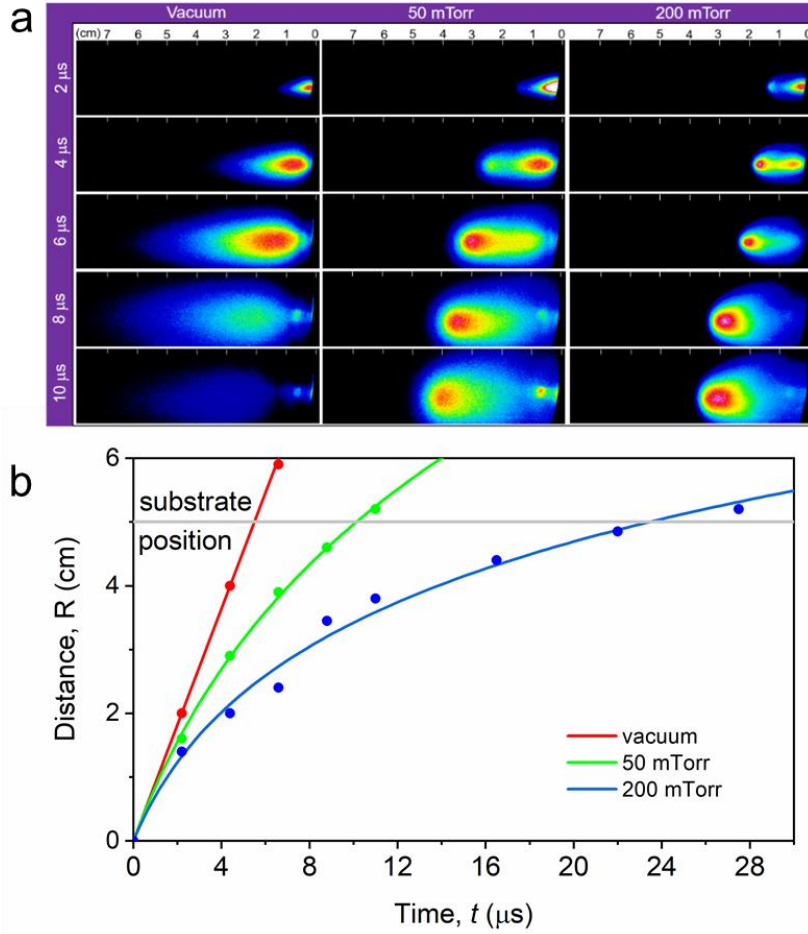 a
Vacuum 50 mTorr 200 mTorr
(cm) 7 6 5 4 3 2 1 0 7 6 5 4 3 2 1 0 7 6 5 4 3 2 1 0
2 μs
4 μs
6 μs
8 μs
10 μs
b
6
substrate
position
4
2
0
Distance, R (cm)
vacuum
50 mTorr
200 mTorr
0 4 8 12 16 20 24 28
Time, t (μs)